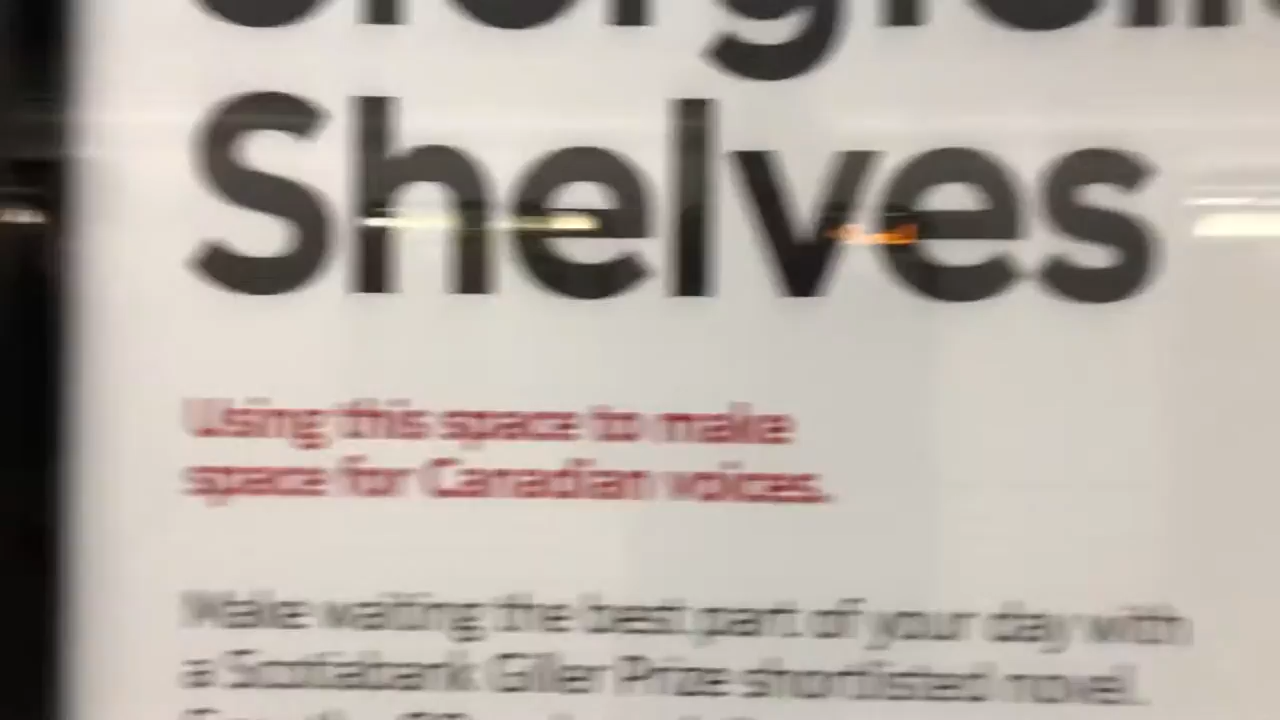 Shelves
Using this space to make
space for Canadian voices.
Make waiting the best part of your day with
a Scotiabank Giller Prize shortlisted novel.